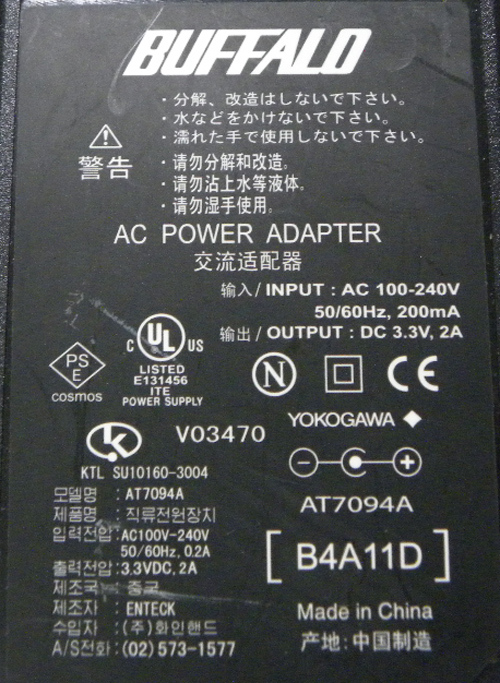 BUFFALO
・分解、改造はしないで下さい。
・水などをかけないで下さい。
・濡れた手で使用しないで下さい。
警告
・请勿分解和改造。
・请勿沾上水等液体。
・请勿湿手使用。
AC POWER ADAPTER
交流适配器
输入/ INPUT : AC 100-240V
50/60Hz, 200mA
输出/ OUTPUT : DC 3.3V, 2A
PS E
cosmos
C UL US
LISTED
E131456
ITE
POWER SUPPLY
N
CE
YOKOGAWA
V03470
KTL SU10160-3004
AT7094A
[ B4A11D ]
모델명 : AT7094A
제품명 : 직류전원장치
입력전압 : AC100V-240V
50/60Hz, 0.2A
출력전압 : 3.3VDC, 2A
제조국 : 중국
제조자 : ENTECK
수입자 : (주)화인핸드
A/S전화 : (02) 573-1577
Made in China
产地: 中国制造